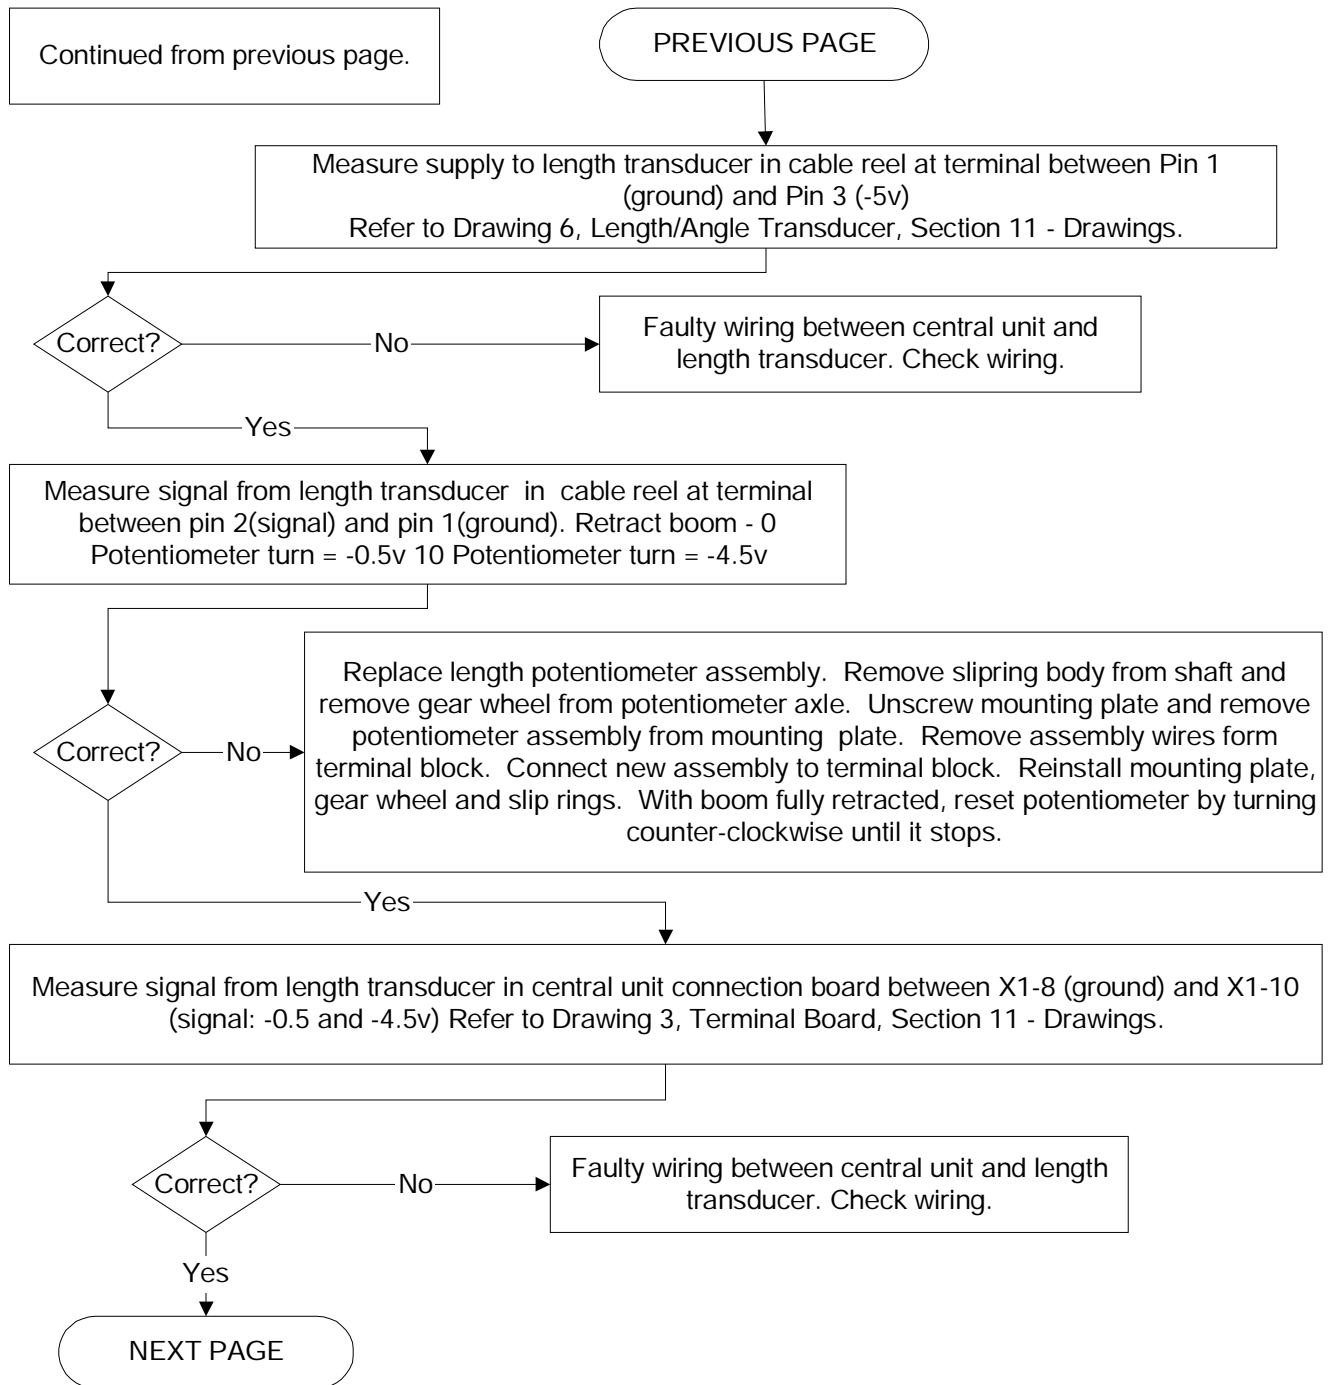 Continued from previous page.
PREVIOUS PAGE
Measure supply to length transducer in cable reel at terminal between Pin 1
(ground) and Pin 3 (-5v)
Refer to Drawing 6, Length/Angle Transducer, Section 11 - Drawings.
Correct?
No
Faulty wiring between central unit and
length transducer. Check wiring.
Yes
Measure signal from length transducer in cable reel at terminal
between pin 2(signal) and pin 1(ground). Retract boom - 0
Potentiometer turn = -0.5v 10 Potentiometer turn = -4.5v
Correct?
No
Replace length potentiometer assembly. Remove slipring body from shaft and
remove gear wheel from potentiometer axle. Unscrew mounting plate and remove
potentiometer assembly from mounting plate. Remove assembly wires form
terminal block. Connect new assembly to terminal block. Reinstall mounting plate,
gear wheel and slip rings. With boom fully retracted, reset potentiometer by turning
counter-clockwise until it stops.
Yes
Measure signal from length transducer in central unit connection board between X1-8 (ground) and X1-10
(signal: -0.5 and -4.5v) Refer to Drawing 3, Terminal Board, Section 11 - Drawings.
Correct?
No
Faulty wiring between central unit and length
transducer. Check wiring.
Yes
NEXT PAGE